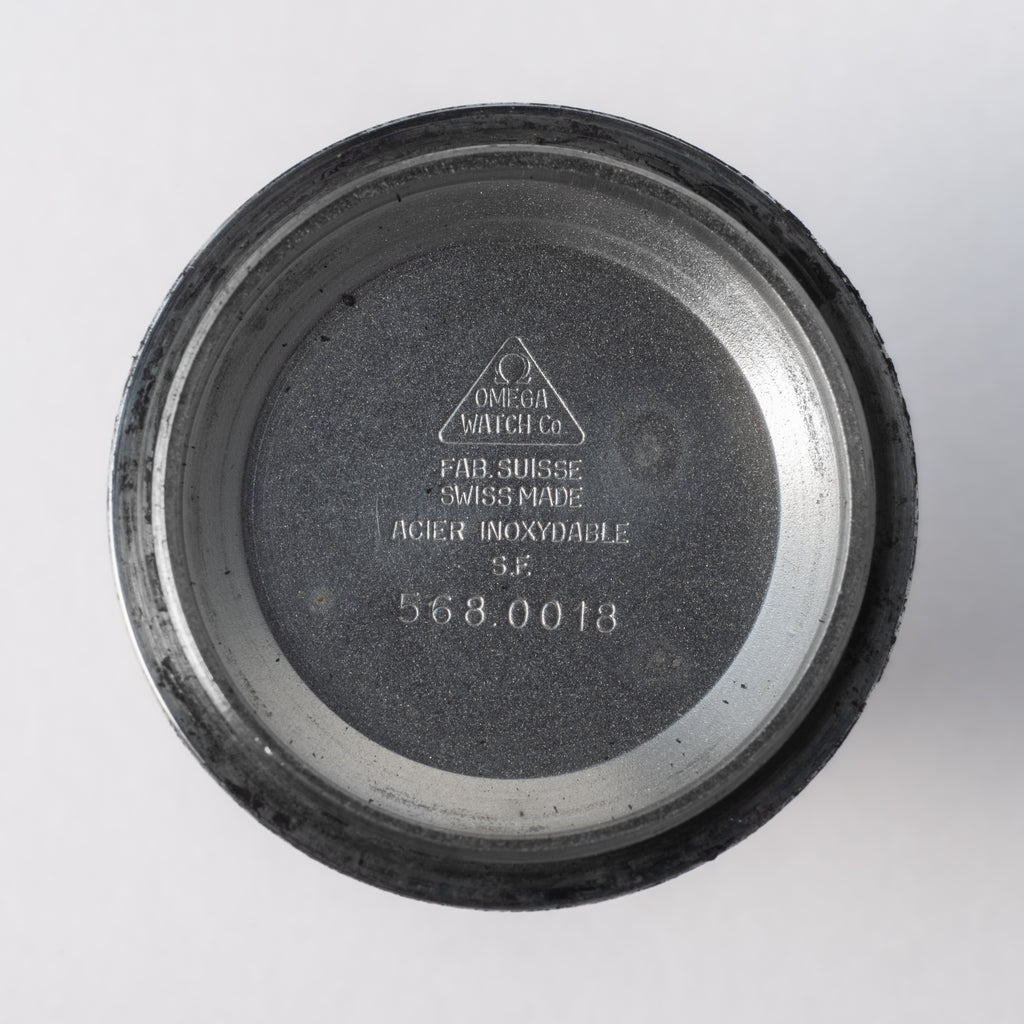 Ω
OMEGA
WATCH Co
FAB. SUISSE
SWISS MADE
ACIER INOXYDABLE
S.F.
568.0018